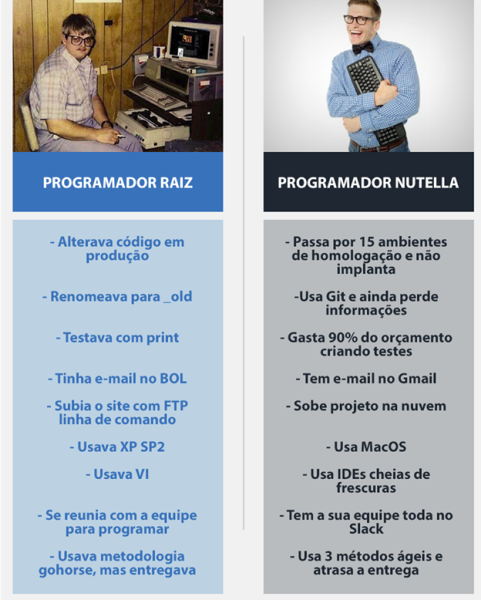 PROGRAMADOR RAIZ
- Alterava código em
produção
- Renomeava para _old
- Testava com print
- Tinha e-mail no BOL
- Subia o site com FTP
linha de comando
- Usava XP SP2
- Usava VI
- Se reunia com a equipe
para programar
- Usava metodologia
gohorse, mas entregava
PROGRAMADOR NUTELLA
- Passa por 15 ambientes
de homologação e não
implanta
-Usa Git e ainda perde
informações
- Gasta 90% do orçamento
criando testes
- Tem e-mail no Gmail
- Sobe projeto na nuvem
- Usa MacOS
- Usa IDEs cheias de
frescuras
- Tem a sua equipe toda no
Slack
- Usa 3 métodos ágeis e
atrasa a entrega